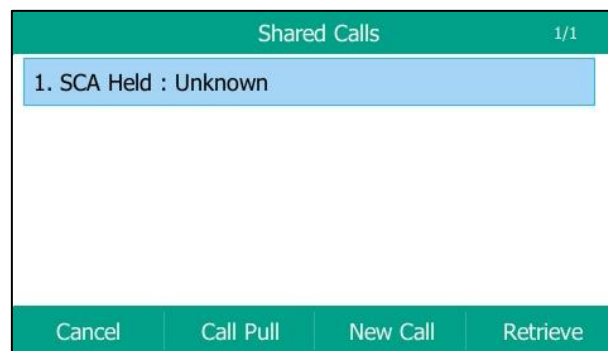 Shared Calls 1/1
1. SCA Held : Unknown
Cancel Call Pull New Call Retrieve